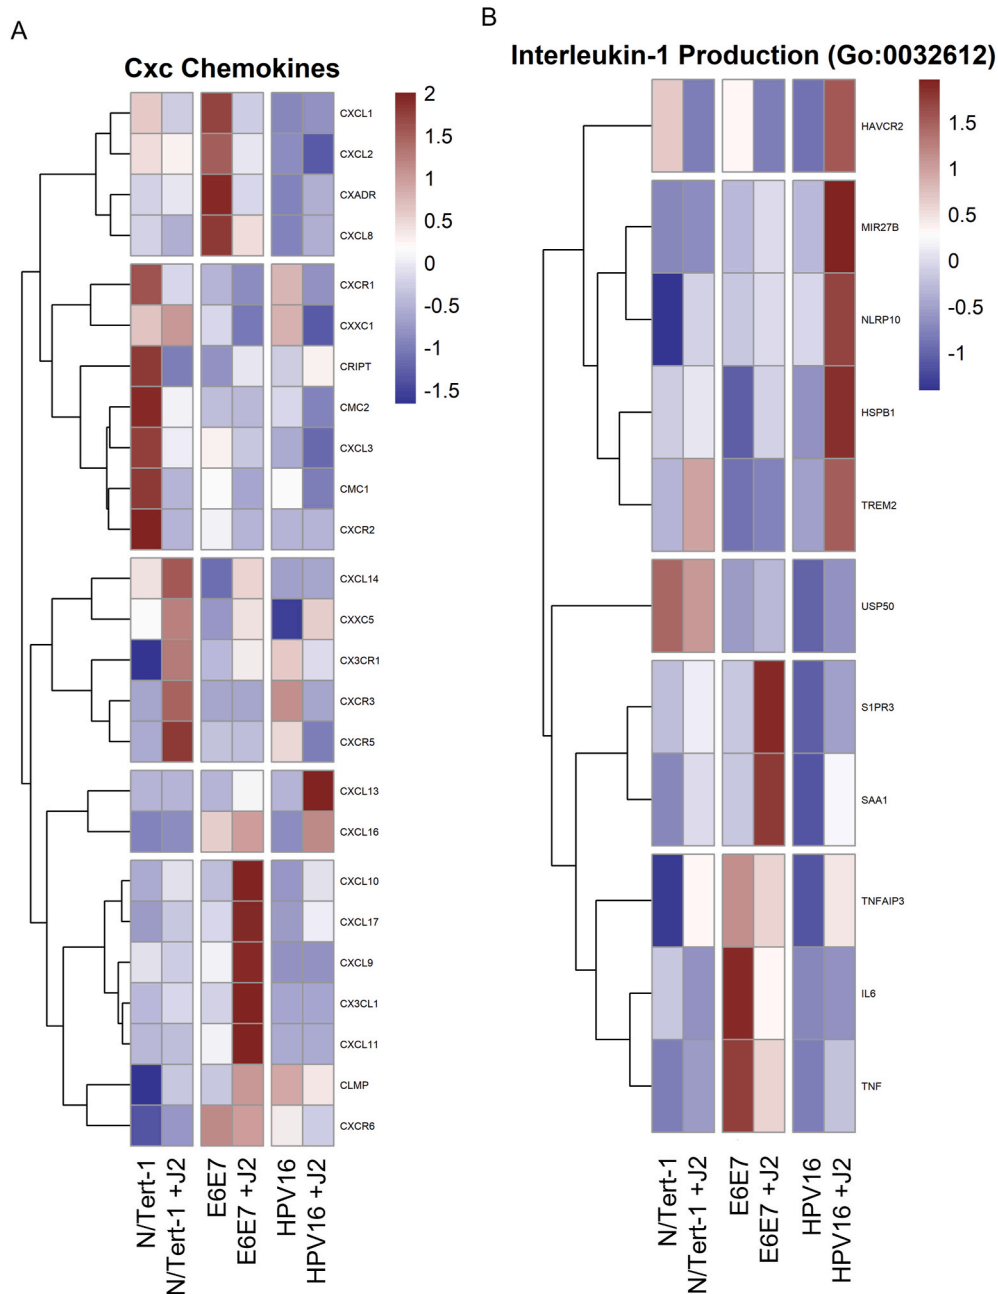 A
Cxc Chemokines
CXCL1
CXCL2
CXADR
CXCL8
CXCR1
CXXC1
CRIPT
CMC2
CXCL3
CMC1
CXCR2
CXCL14
CXXC5
CX3CR1
CXCR3
CXCR5
CXCL13
CXCL16
CXCL10
CXCL17
CXCL9
CX3CL1
CXCL11
CLMP
CXCR6
2
1.5
1
0.5
0
-0.5
-1
-1.5
N/Tert-1
N/Tert-1 +J2
E6E7
E6E7 +J2
HPV16
HPV16 +J2
B
Interleukin-1 Production (Go:0032612)
HAVCR2
MIR27B
NLRP10
HSPB1
TREM2
USP50
S1PR3
SAA1
TNFAIP3
IL6
TNF
1.5
1
0.5
0
-0.5
-1
N/Tert-1
N/Tert-1 +J2
E6E7
E6E7 +J2
HPV16
HPV16 +J2